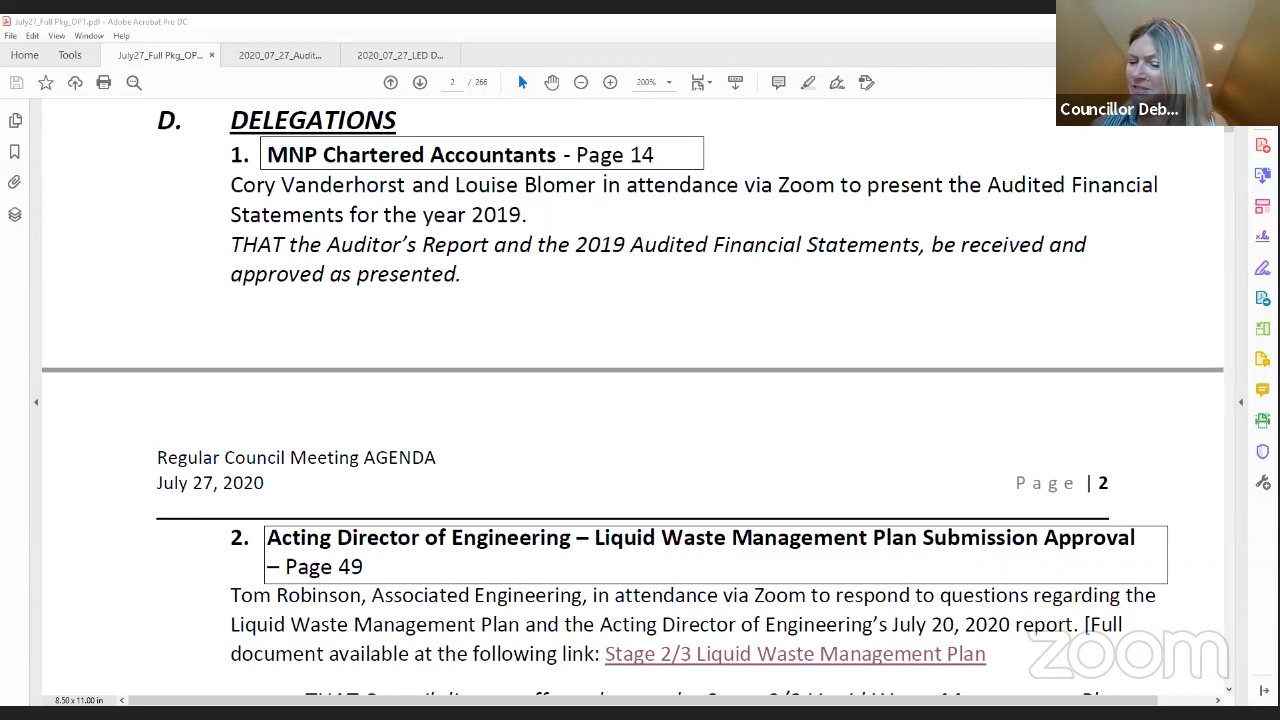 July27_Full Pkg_OPT.pdf - Adobe Acrobat Pro DC
File Edit View Window Help
Home Tools July27_Full Pkg_OP... × 2020_07_27_Audit... 2020_07_27_LED D...
2 / 266 200%
Councillor Deb...
D. DELEGATIONS
1. MNP Chartered Accountants - Page 14
Cory Vanderhorst and Louise Blomer in attendance via Zoom to present the Audited Financial
Statements for the year 2019.
THAT the Auditor's Report and the 2019 Audited Financial Statements, be received and
approved as presented.
Regular Council Meeting AGENDA
July 27, 2020 Page | 2
2. Acting Director of Engineering – Liquid Waste Management Plan Submission Approval
– Page 49
Tom Robinson, Associated Engineering, in attendance via Zoom to respond to questions regarding the
Liquid Waste Management Plan and the Acting Director of Engineering's July 20, 2020 report. [Full
document available at the following link: Stage 2/3 Liquid Waste Management Plan
zoom
8.50 x 11.00 in